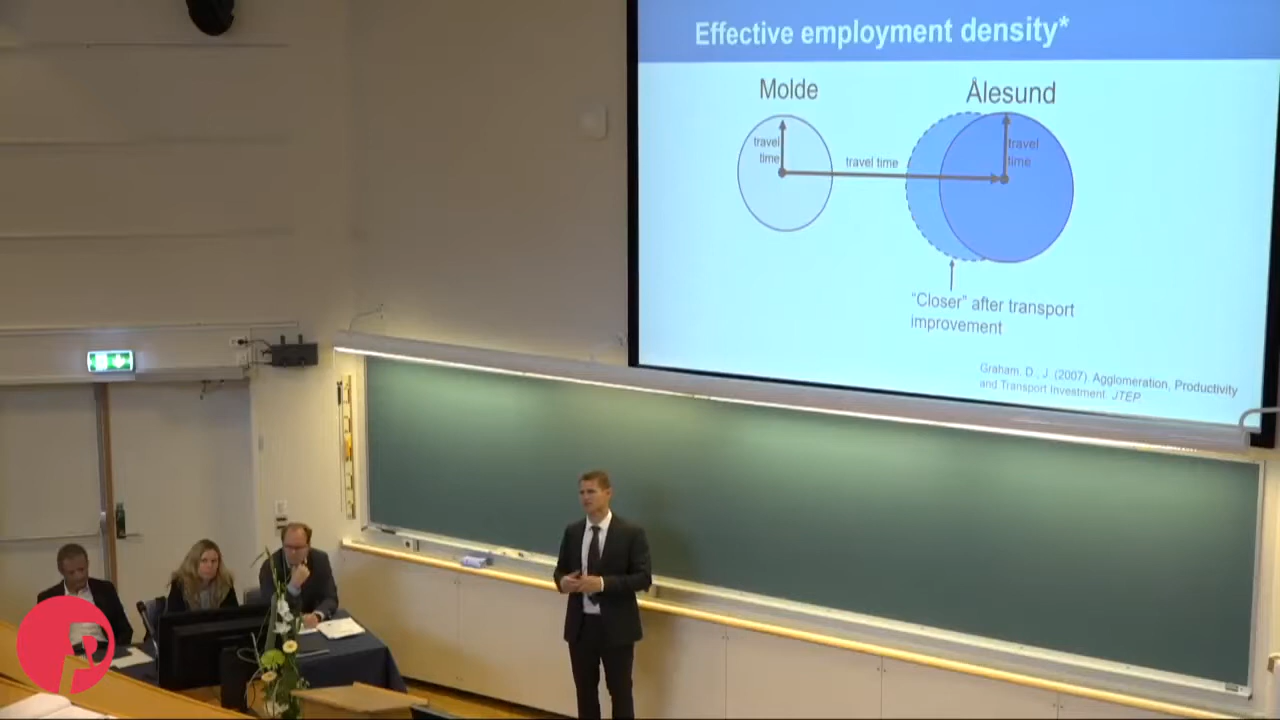 Effective employment density*
Molde
Ålesund
travel
time
travel time
travel
time
"Closer" after transport
improvement
Graham. D., J. (2007). Agglomeration, Productivity
and Transport Investment. JTEP